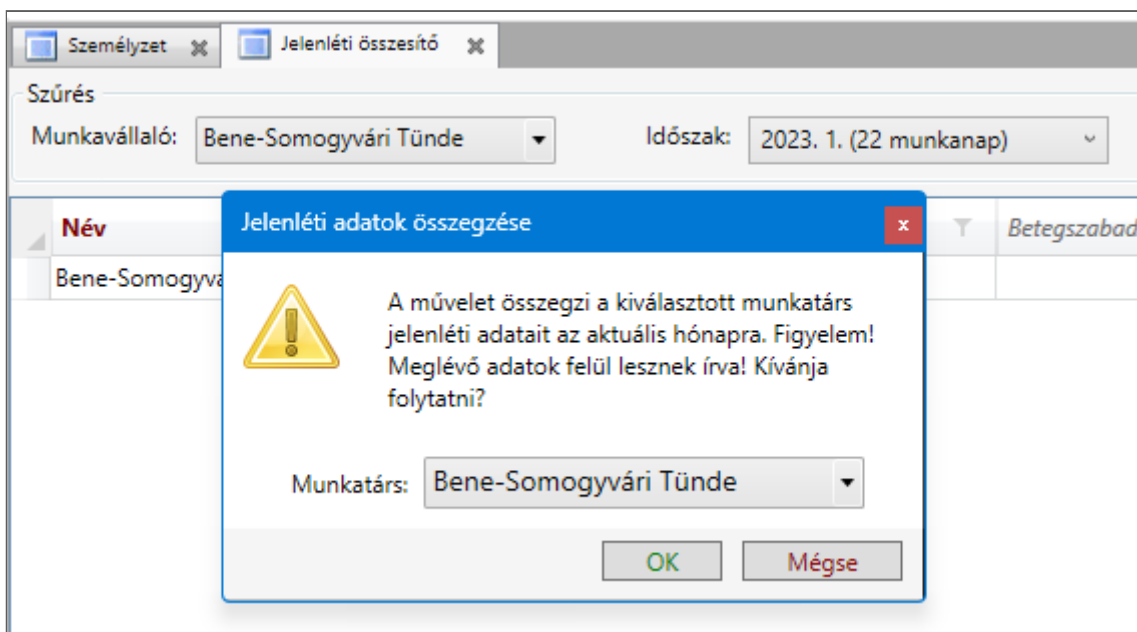 Személyzet
Jelenléti összesítő
Szűrés
Munkavállaló: Bene-Somogyvári Tünde Időszak: 2023. 1. (22 munkanap)
Név Betegszabad
Bene-Somogyvá
Jelenléti adatok összegzése
A művelet összegzi a kiválasztott munkatárs
jelenléti adatait az aktuális hónapra. Figyelem!
Meglévő adatok felül lesznek írva! Kívánja
folytatni?
Munkatárs: Bene-Somogyvári Tünde
OK Mégse